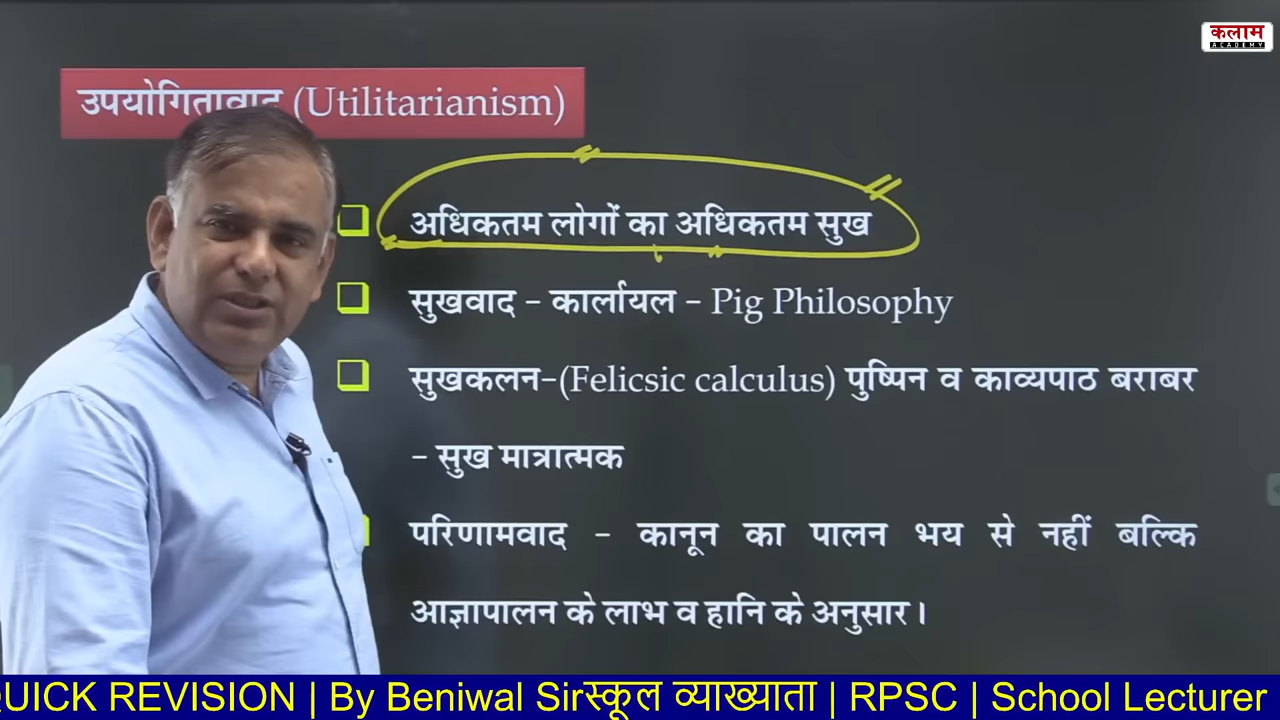 कलाम
ACADEMY
उपयोगितावाद (Utilitarianism)
❑ अधिकतम लोगों का अधिकतम सुख
❑ सुखवाद - कार्लायल - Pig Philosophy
❑ सुखकलन-(Felicsic calculus) पुष्पिन व काव्यपाठ बराबर
- सुख मात्रात्मक
परिणामवाद - कानून का पालन भय से नहीं बल्कि
आज्ञापालन के लाभ व हानि के अनुसार।
QUICK REVISION | By Beniwal Sirस्कूल व्याख्याता | RPSC | School Lecturer